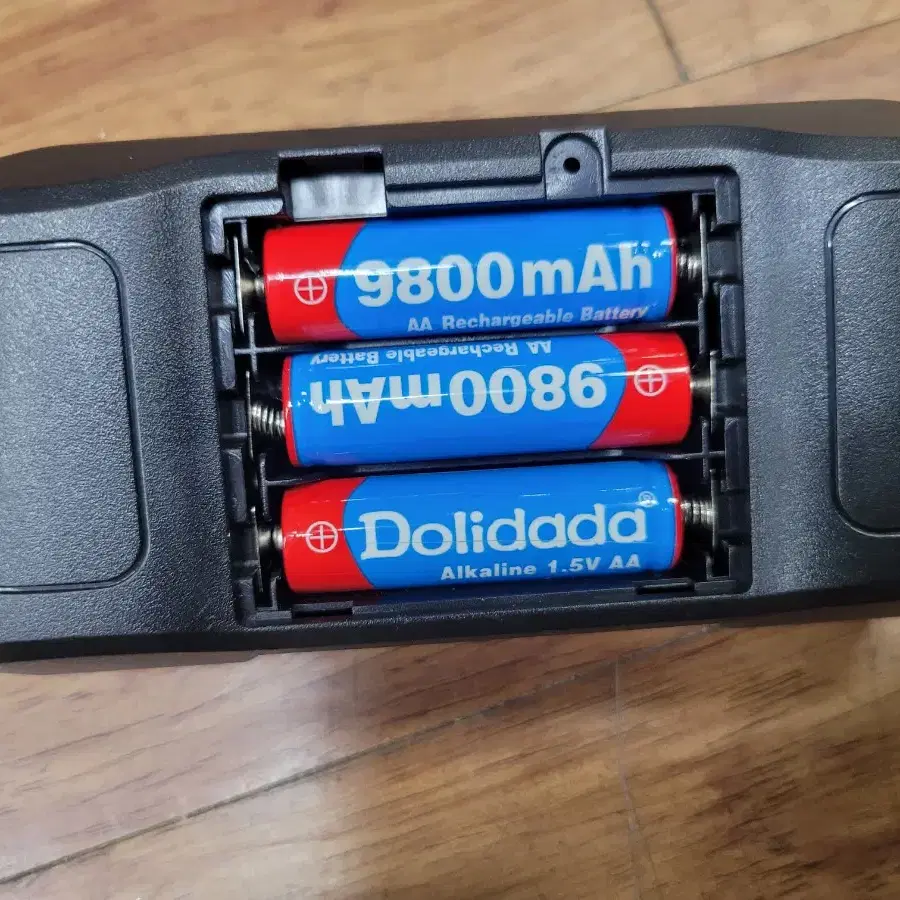 9800mAh
AA Rechargeable Battery
AA Rechargeable Battery
9800mAh
Dolidada®
Alkaline 1.5V AA